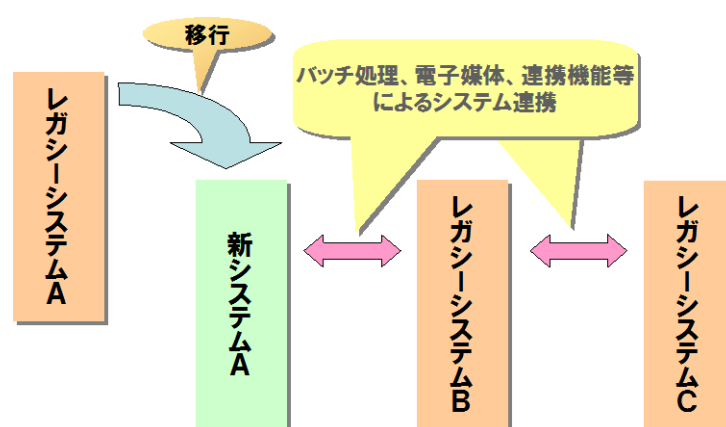 移行
バッチ処理、電子媒体、連携機能等
によるシステム連携
レガシーシステムA
新システムA
レガシーシステムB
レガシーシステムC